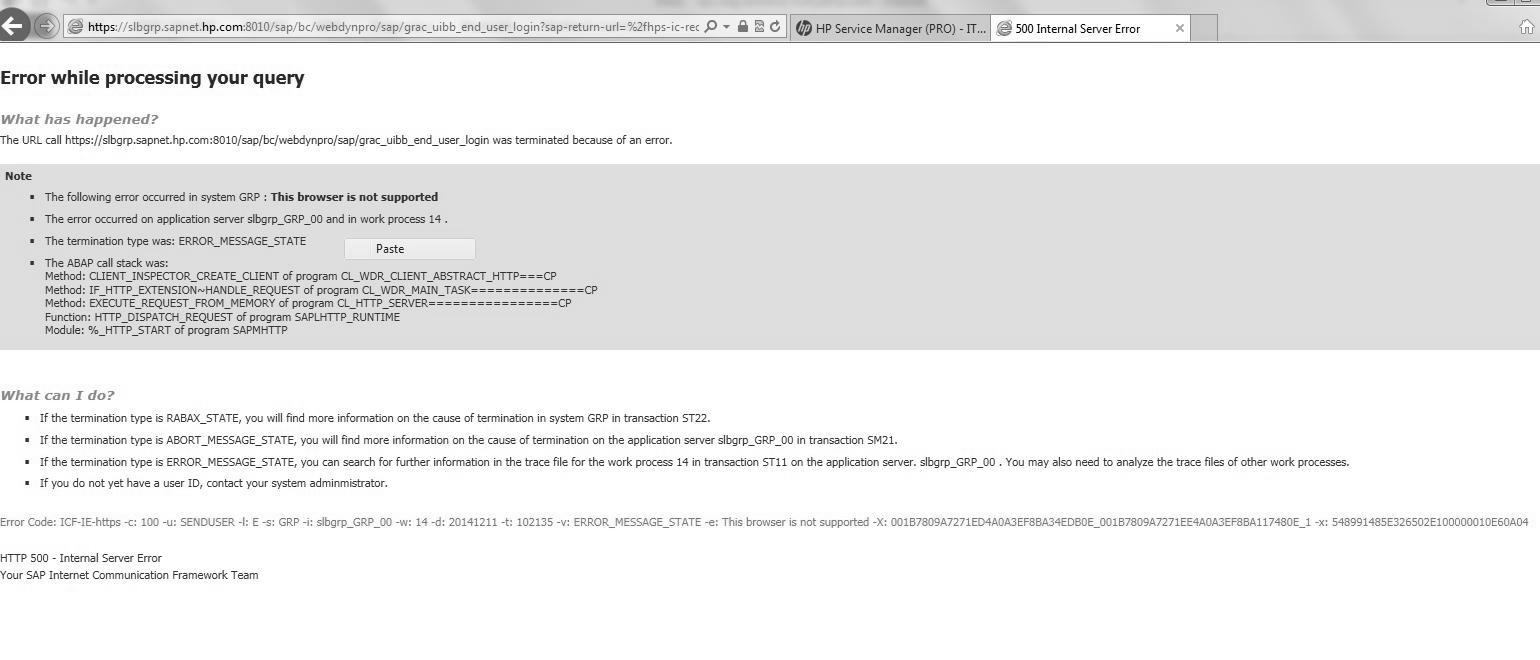 https://slbgrp.sapnet.hp.com:8010/sap/bc/webdynpro/sap/grac_uibb_end_user_login?sap-return-url=%2fhps-ic-rec
HP Service Manager (PRO) - IT...
500 Internal Server Error
Error while processing your query
What has happened?
The URL call https://slbgrp.sapnet.hp.com:8010/sap/bc/webdynpro/sap/grac_uibb_end_user_login was terminated because of an error.
Note
The following error occurred in system GRP : This browser is not supported
The error occurred on application server slbgrp_GRP_00 and in work process 14 .
The termination type was: ERROR_MESSAGE_STATE
Paste
The ABAP call stack was:
Method: CLIENT_INSPECTOR_CREATE_CLIENT of program CL_WDR_CLIENT_ABSTRACT_HTTP===CP
Method: IF_HTTP_EXTENSION~HANDLE_REQUEST of program CL_WDR_MAIN_TASK==============CP
Method: EXECUTE_REQUEST_FROM_MEMORY of program CL_HTTP_SERVER================CP
Function: HTTP_DISPATCH_REQUEST of program SAPLHTTP_RUNTIME
Module: %_HTTP_START of program SAPMHTTP
What can I do?
If the termination type is RABAX_STATE, you will find more information on the cause of termination in system GRP in transaction ST22.
If the termination type is ABORT_MESSAGE_STATE, you will find more information on the cause of termination on the application server slbgrp_GRP_00 in transaction SM21.
If the termination type is ERROR_MESSAGE_STATE, you can search for further information in the trace file for the work process 14 in transaction ST11 on the application server. slbgrp_GRP_00 . You may also need to analyze the trace files of other work processes.
If you do not yet have a user ID, contact your system adminmistrator.
Error Code: ICF-IE-https -c: 100 -u: SENDUSER -l: E -s: GRP -i: slbgrp_GRP_00 -w: 14 -d: 20141211 -t: 102135 -v: ERROR_MESSAGE_STATE -e: This browser is not supported -X: 001B7809A7271ED4A0A3EF8BA34EDB0E_001B7809A7271EE4A0A3EF8BA117480E_1 -x: 548991485E326502E100000010E60A04
HTTP 500 - Internal Server Error
Your SAP Internet Communication Framework Team